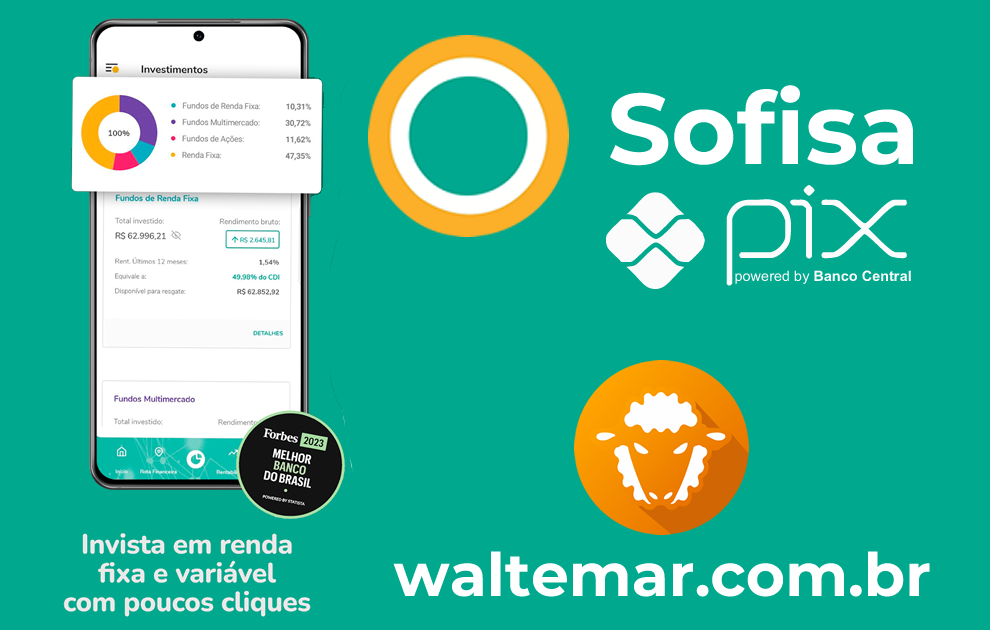 Investimentos
100%
Fundos de Renda Fixa: 10,31%
Fundos Multimercado: 30,72%
Fundos de Ações: 11,62%
Renda Fixa: 47,35%
Fundos de Renda Fixa
Total investido: Rendimento bruto:
R$ 62.996,21 R$ 2.645,81
Rent. Últimos 12 meses: 1,54%
Equivale a: 49,98% do CDI
Disponível para resgate: R$ 62.852,92
DETALHES
Fundos Multimercado
Total investido: Rendimento
Início Rota Financeira Rentabil
Forbes 2023
MELHOR
BANCO
DO BRASIL
POWERED BY STATISTA
Invista em renda
fixa e variável
com poucos cliques
Sofisa
pix
powered by Banco Central
waltemar.com.br